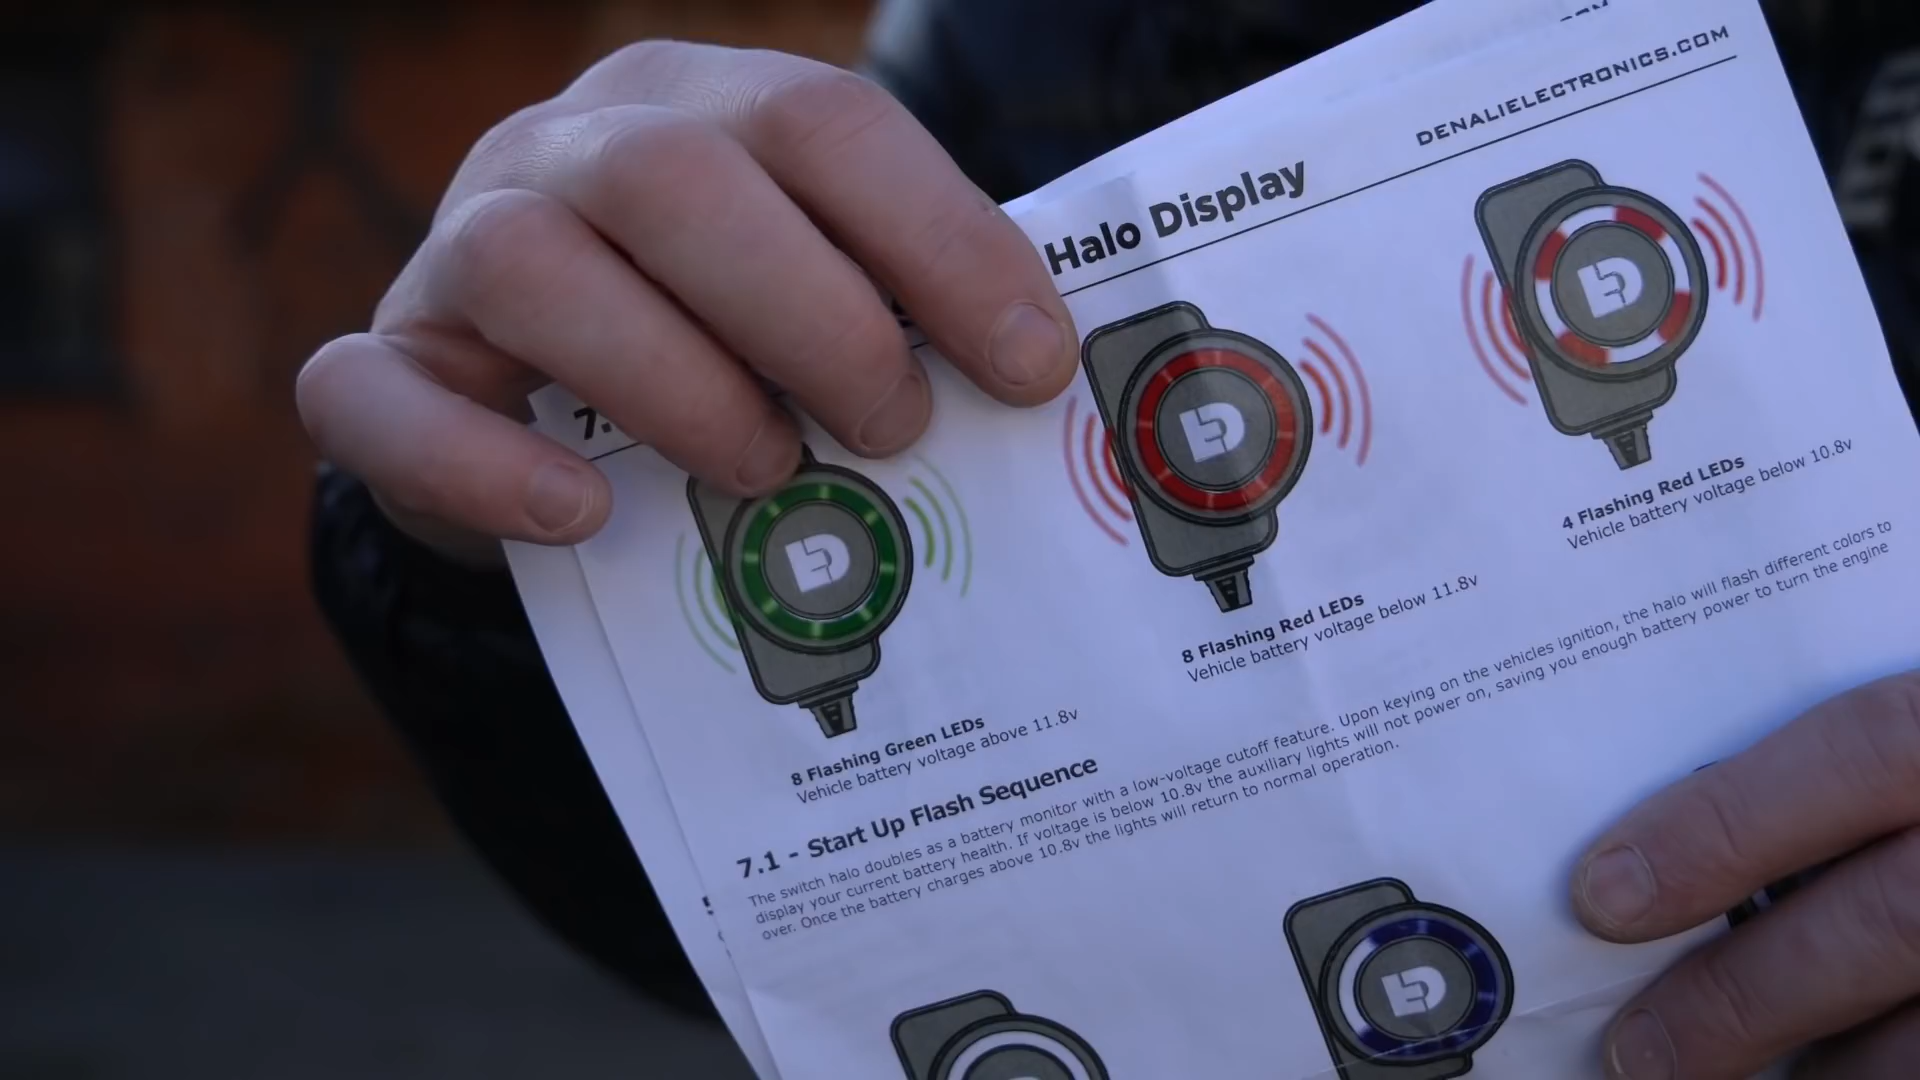 DENALIELECTRONICS.COM
7.
Halo Display
8 Flashing Green LEDs
Vehicle battery voltage above 11.8v
8 Flashing Red LEDs
Vehicle battery voltage below 11.8v
4 Flashing Red LEDs
Vehicle battery voltage below 10.8v
7.1 - Start Up Flash Sequence
The switch halo doubles as a battery monitor with a low-voltage cutoff feature. Upon keying on the vehicles ignition, the halo will flash different colors to
display your current battery health. If voltage is below 10.8v the auxiliary lights will not power on, saving you enough battery power to turn the engine
over. Once the battery charges above 10.8v the lights will return to normal operation.